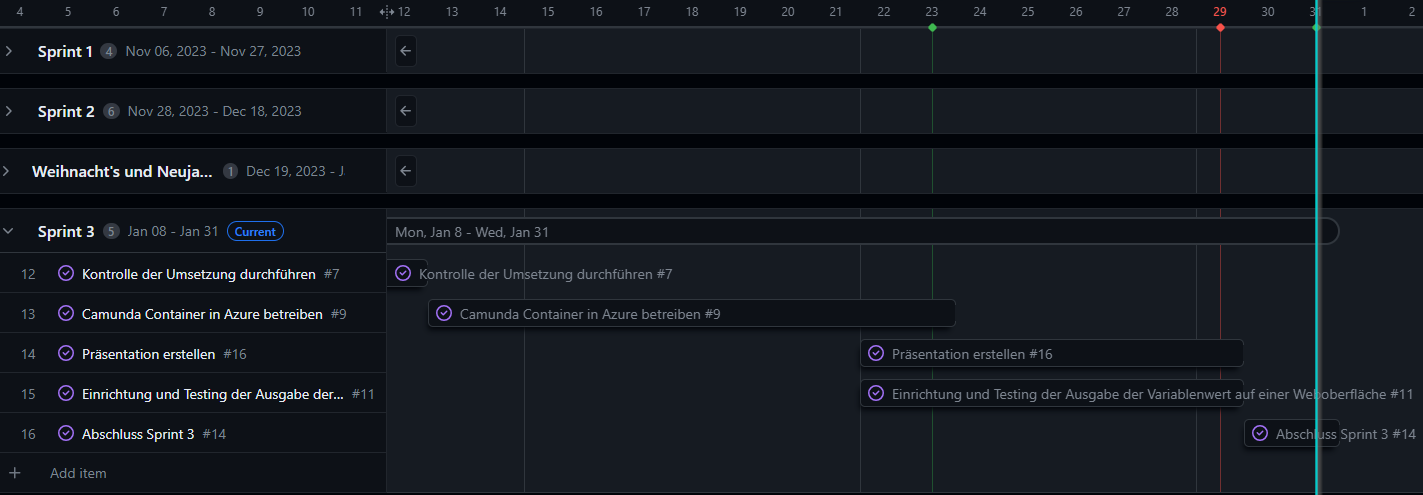 4 5 6 7 8 9 10 11 12 13 14 15 16 17 18 19 20 21 22 23 24 25 26 27 28 29 30 31 1 2
Sprint 1 4 Nov 06, 2023 - Nov 27, 2023
Sprint 2 6 Nov 28, 2023 - Dec 18, 2023
Weihnacht's und Neuja... 1 Dec 19, 2023 - J
Sprint 3 5 Jan 08 - Jan 31 Current Mon, Jan 8 - Wed, Jan 31
12 Kontrolle der Umsetzung durchführen #7 Kontrolle der Umsetzung durchführen #7
13 Camunda Container in Azure betreiben #9 Camunda Container in Azure betreiben #9
14 Präsentation erstellen #16 Präsentation erstellen #16
15 Einrichtung und Testing der Ausgabe der... #11 Einrichtung und Testing der Ausgabe der Variablenwert auf einer Weboberfläche #11
16 Abschluss Sprint 3 #14 Abschluss Sprint 3 #14
Add item